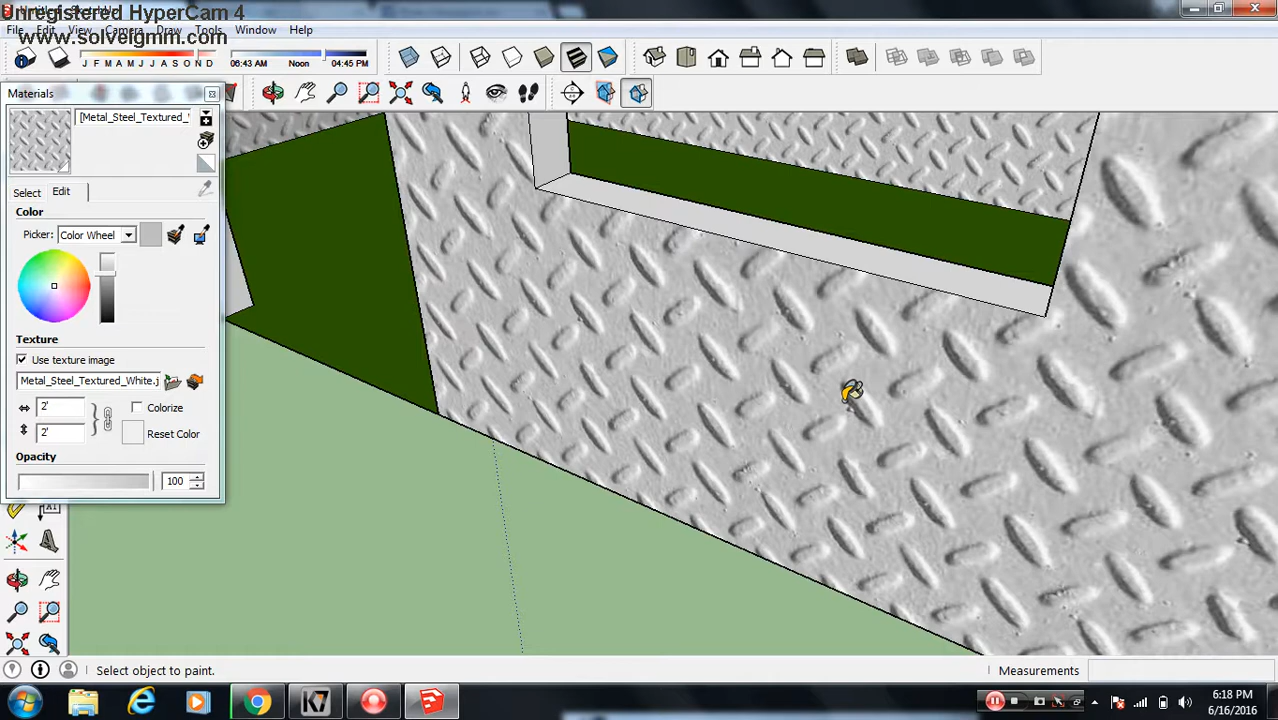 Unregistered HyperCam 4
www.solveigmm.com
File Edit View Camera Draw Tools Window Help
J F M A M J J A S O N D 06:43 AM Noon 04:45 PM
Materials
[Metal_Steel_Textured_
Select Edit
Color
Picker: Color Wheel
Texture
Use texture image
Metal_Steel_Textured_White.j
2' Colorize
2' Reset Color
Opacity
100
Select object to paint. Measurements
K7
6:18 PM
6/16/2016